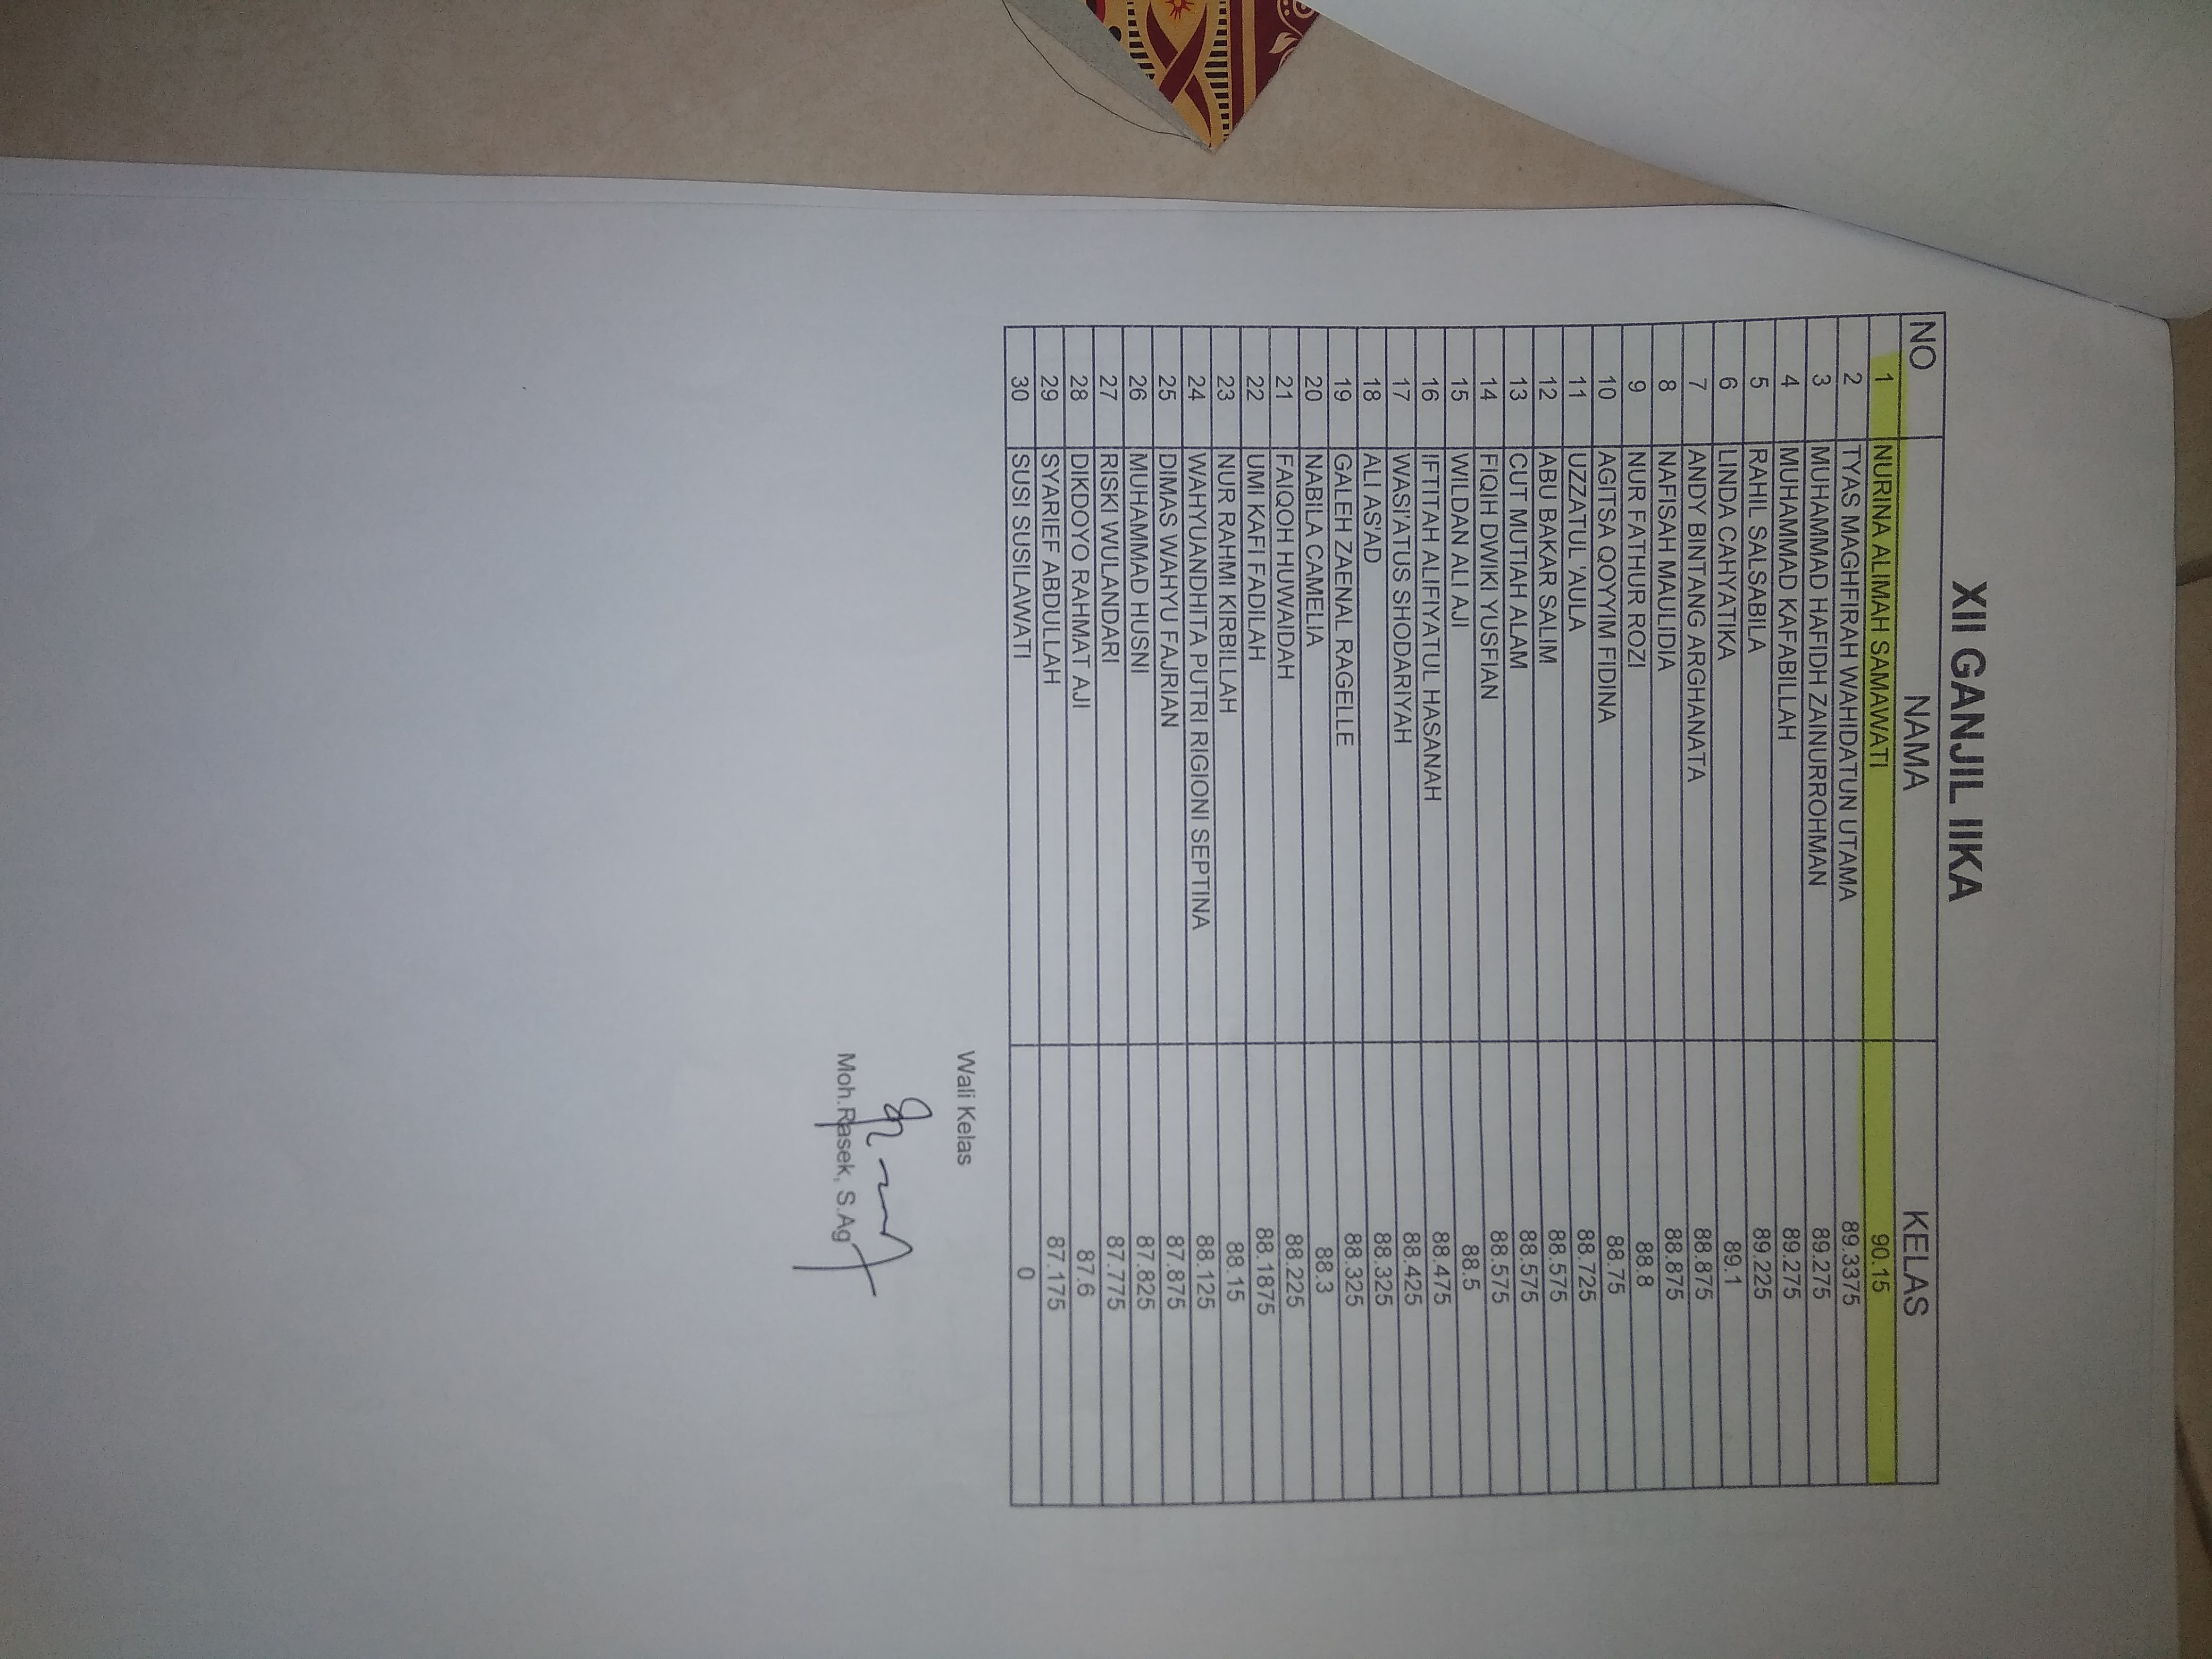 XII GANJIL IIKA
NO NAMA KELAS
1 NURINA ALIMAH SAMAWATI 90.15
2 TYAS MAGHFIRAH WAHIDATUN UTAMA 89.3375
3 MUHAMMAD HAFIDH ZAINURROHMAN 89.275
4 MUHAMMAD KAFABILLAH 89.275
5 RAHIL SALSABILA 89.225
6 LINDA CAHYATIKA 89.1
7 ANDY BINTANG ARGHANATA 88.875
8 NAFISAH MAULIDIA 88.875
9 NUR FATHUR ROZI 88.8
10 AGITSA QOYYIM FIDINA 88.75
11 UZZATUL 'AULA 88.725
12 ABU BAKAR SALIM 88.575
13 CUT MUTIAH ALAM 88.575
14 FIQIH DWIKI YUSFIAN 88.575
15 WILDAN ALI AJI 88.5
16 IFTITAH ALIFIYATUL HASANAH 88.475
17 WASI'ATUS SHODARIYAH 88.425
18 ALI AS'AD 88.325
19 GALEH ZAENAL RAGELLE 88.325
20 NABILA CAMELIA 88.3
21 FAIQOH HUWAIDAH 88.225
22 UMI KAFI FADILAH 88.1875
23 NUR RAHMI KIRBILLAH 88.15
24 WAHYUANDHITA PUTRI RIGIONI SEPTINA 88.125
25 DIMAS WAHYU FAJRIAN 87.875
26 MUHAMMAD HUSNI 87.825
27 RISKI WULANDARI 87.775
28 DIKDOYO RAHMAT AJI 87.6
29 SYARIEF ABDULLAH 87.175
30 SUSI SUSILAWATI 0
Wali Kelas
Moh.Rasek, S.Ag